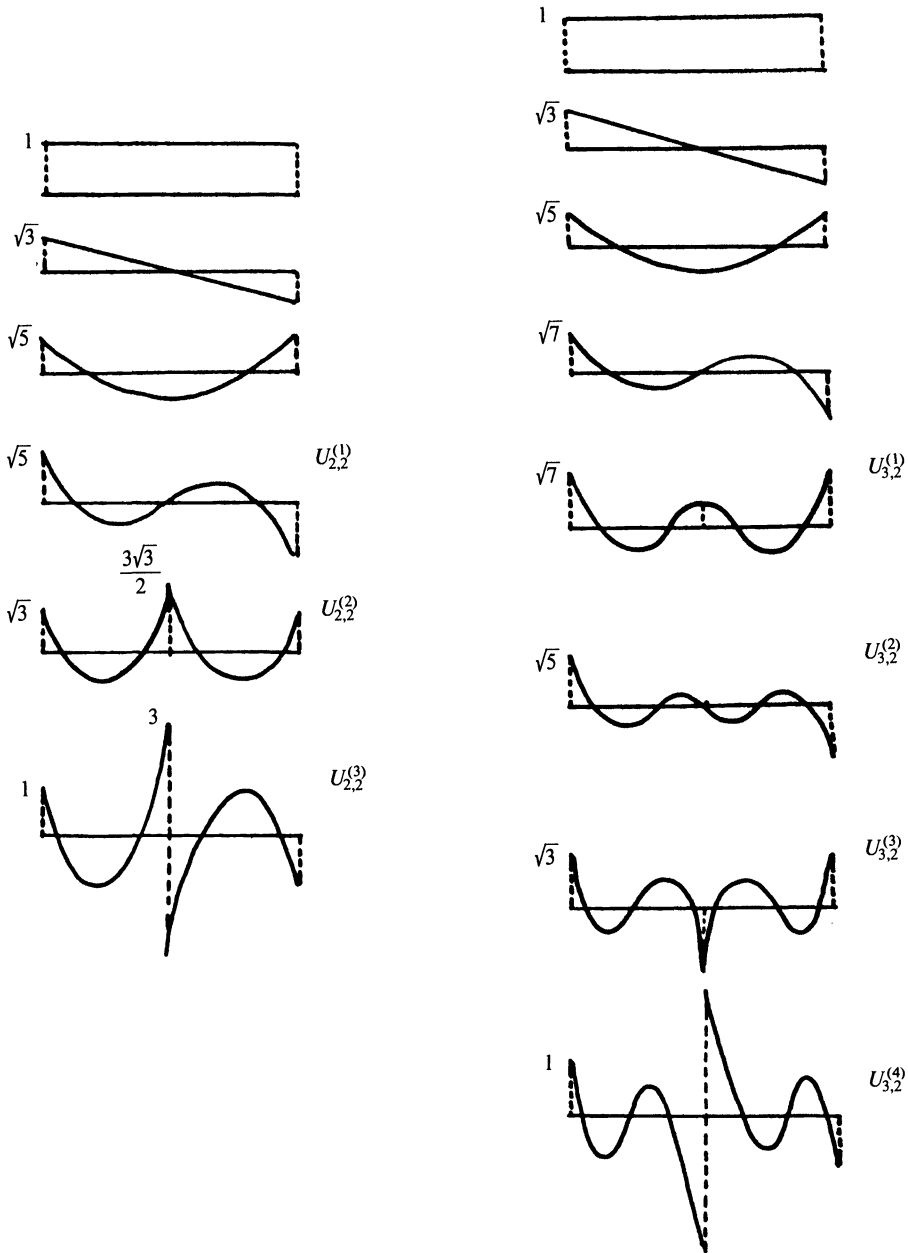 1
√3
√5
√5 U_{2,2}^{(1)}
3√3/2
√3 U_{2,2}^{(2)}
3
1 U_{2,2}^{(3)}
1
√3
√5
√7
√7 U_{3,2}^{(1)}
√5 U_{3,2}^{(2)}
√3 U_{3,2}^{(3)}
1 U_{3,2}^{(4)}